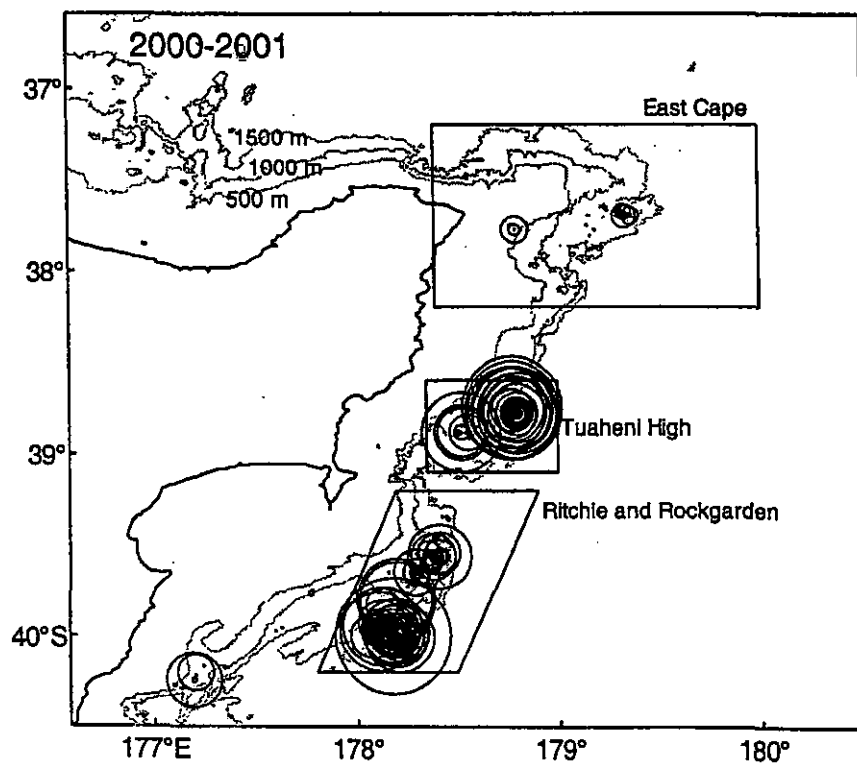 2000-2001
37°
East Cape
1500 m
1000 m
500 m
38°
Tuaheni High
39°
Ritchie and Rockgarden
40°S
177°E
178°
179°
180°